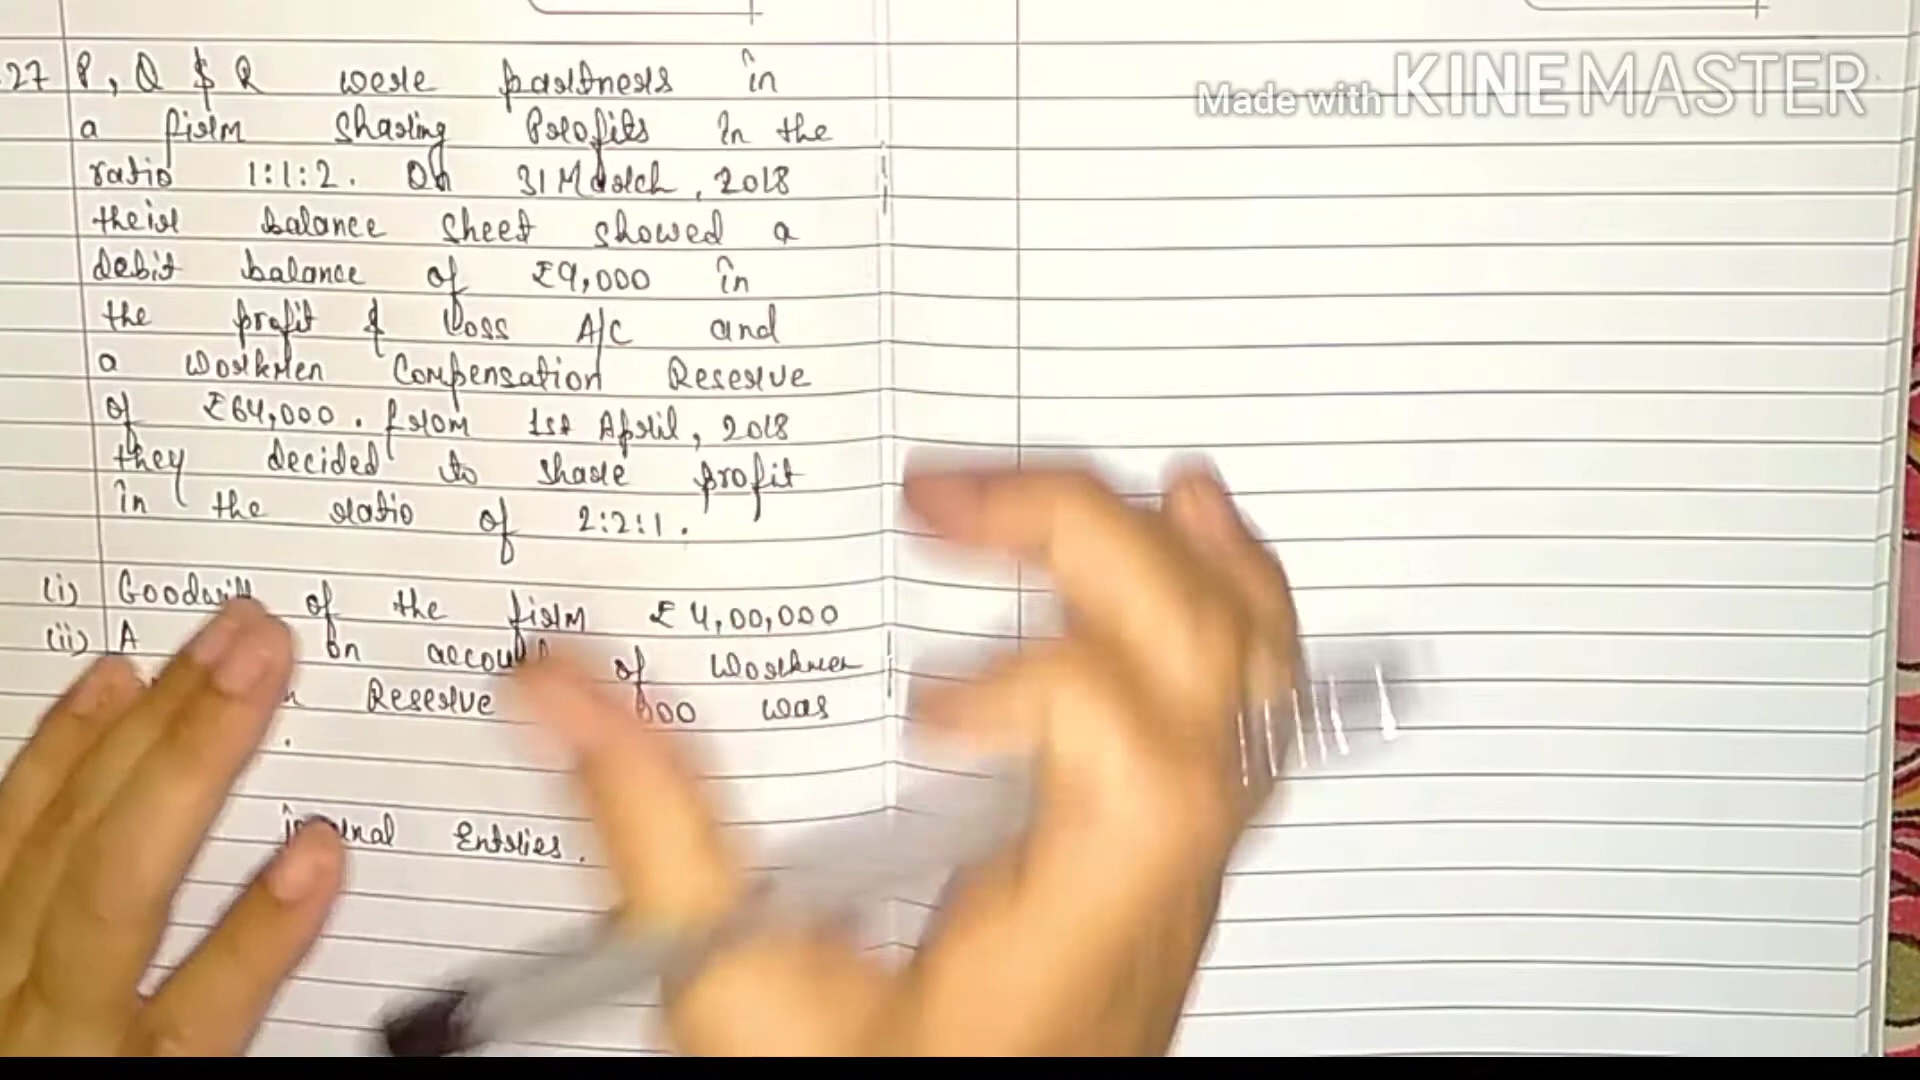 Made with KINEMASTER
27 P, Q & R were partners in
a firm sharing Profits in the
ratio 1:1:2. On 31 March, 2018
their balance sheet showed a
debit balance of ₹9,000 in
the profit & Loss A/C and
a Workmen Compensation Reserve
of ₹64,000. from 1st April, 2018
they decided to share profit
in the ratio of 2:2:1.
(i) Goodwill of the firm ₹4,00,000
(ii) A on account of Workmen
Reserve 000 was
Entries.